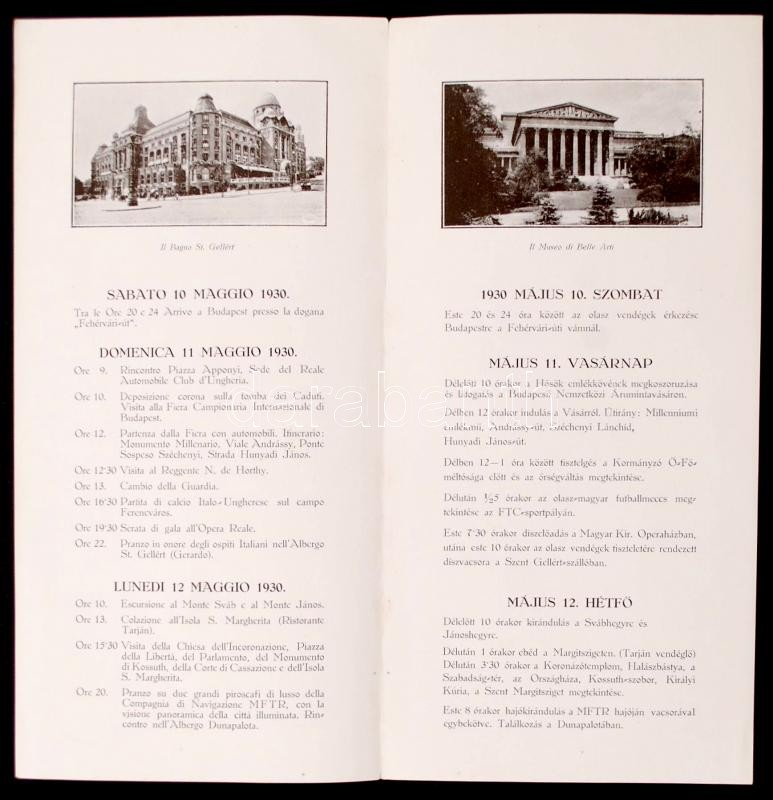 Il Bagno St. Gellért
SABATO 10 MAGGIO 1930.
Tra le Ore 20 e 24 Arrivo a Budapest presso la dogana
„Fehérvári-út“.
DOMENICA 11 MAGGIO 1930.
Ore 9. Rincontro Piazza Apponyi, Sede del Reale
Automobile Club d'Ungheria.
Ore 10. Deposizione corona sulla tomba dei Caduti.
Visita alla Fiera Campionaria Internazionale di
Budapest.
Ore 12. Partenza dalla Fiera con automobili. Itinerario:
Monumento Millenario, Viale Andrássy, Ponte
Sospeso Széchenyi, Strada Hunyadi János.
Ore 12·30 Visita al Reggente N. de Horthy.
Ore 13. Cambio della Guardia.
Ore 16·30 Partita di calcio Italo-Ungherese sul campo
Ferencváros.
Ore 19·30 Serata di gala all'Opera Reale.
Ore 22. Pranzo in onore degli ospiti Italiani nell'Albergo
St. Gellért (Gerardo).
LUNEDI 12 MAGGIO 1930.
Ore 10. Escursione al Monte Sváb e al Monte János.
Ore 13. Colazione all'Isola S. Margherita (Ristorante
Tarján).
Ore 15·30 Visita della Chiesa dell'Incoronazione, Piazza
della Libertà, del Parlamento, del Monumento
di Kossuth, della Corte di Cassazione e dell'Isola
S. Margherita.
Ore 20. Pranzo su due grandi piroscafi di lusso della
Compagnia di Navigazione MFTR, con la
visione panoramica della città illuminata. Rin-
contro nell'Albergo Dunapalota.
Il Museo di Belle Arti
1930 MÁJUS 10. SZOMBAT
Este 20 és 24 óra között az olasz vendégek érkezése
Budapestre a Fehérvári-úti vámnál.
MÁJUS 11. VASÁRNAP
Délelőtt 10 órakor a Hősök emlékkövének megkoszorúzása
és látogatás a Budapesti Nemzetközi Árumintavásáron.
Délben 12 órakor indulás a Vásárról. Útirány: Millenniumi
emlékmű, Andrássy-út, Széchenyi Lánchíd,
Hunyadi János-út.
Délben 12—1 óra között tisztelgés a Kormányzó Ő-Fő-
méltósága előtt és az őrségváltás megtekintése.
Délután ½5 órakor az olasz-magyar futballmeccs meg-
tekintése az FTC-sportpályán.
Este 7·30 órakor díszelőadás a Magyar Kir. Operaházban,
utána este 10 órakor az olasz vendégek tiszteletére rendezett
díszvacsora a Szent Gellért-szállóban.
MÁJUS 12. HÉTFŐ
Délelőtt 10 órakor kirándulás a Svábhegyre és
Jánoshegyre.
Délután 1 órakor ebéd a Margitszigeten. (Tarján vendéglő)
Délután 3·30 órakor a Koronázótemplom, Halászbástya, a
Szabadság-tér, az Országháza, Kossuth-szobor, Királyi
Kúria, a Szent Margitsziget megtekintése.
Este 8 órakor hajókirándulás a MFTR hajóján vacsorával
egybekötve. Találkozás a Dunapalotában.